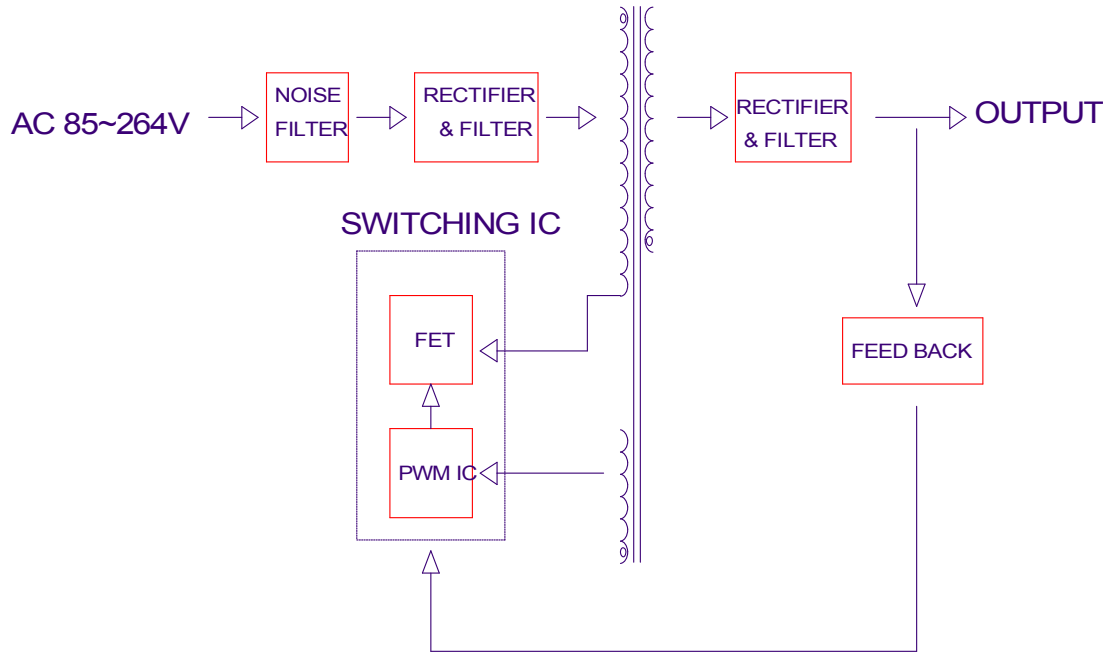 AC 85~264V
NOISE
FILTER
RECTIFIER
& FILTER
RECTIFIER
& FILTER
OUTPUT
SWITCHING IC
FET
PWM IC
FEED BACK